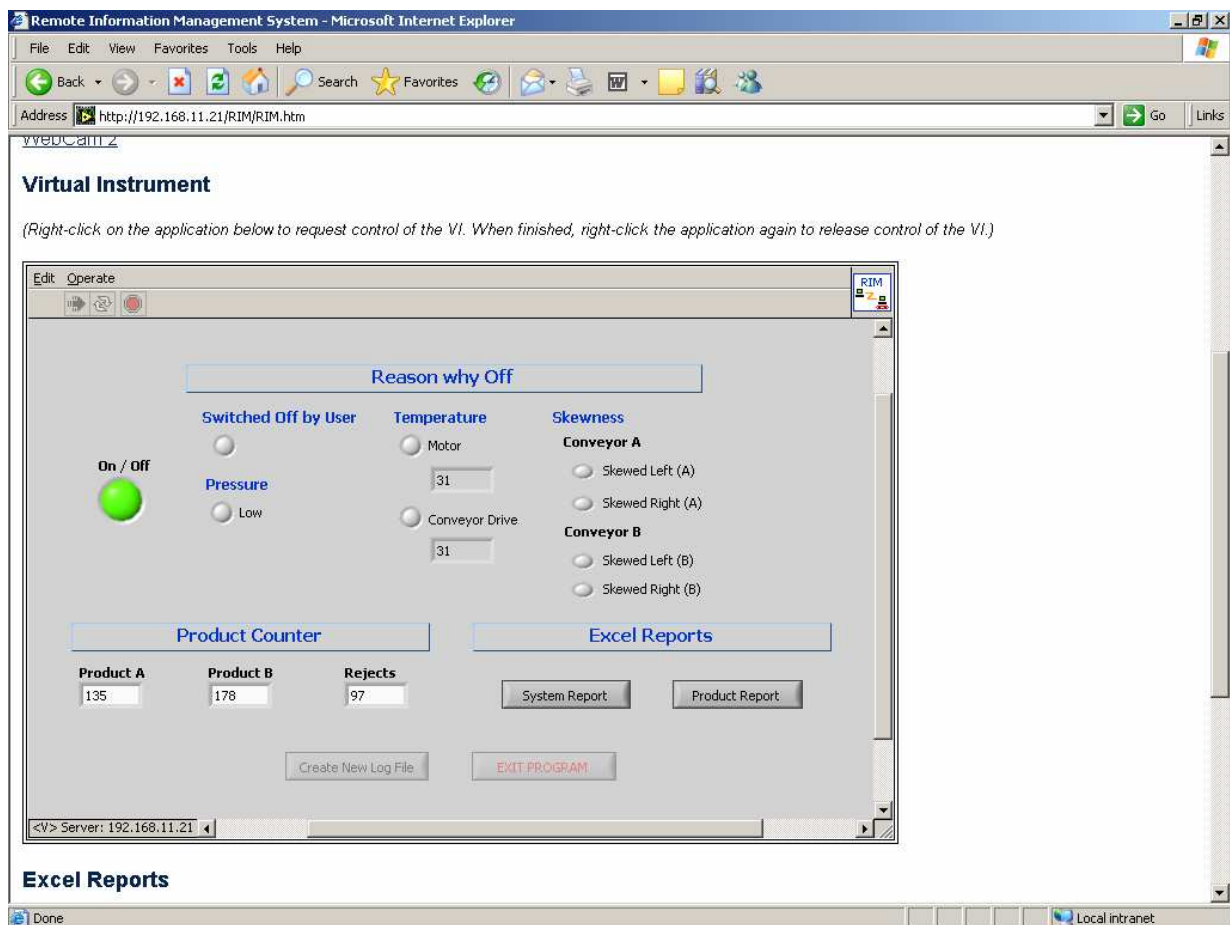 Remote Information Management System - Microsoft Internet Explorer
File Edit View Favorites Tools Help
Back Search Favorites
Address http://192.168.11.21/RIM/RIM.htm Go Links
WebCam 2
Virtual Instrument
(Right-click on the application below to request control of the VI. When finished, right-click the application again to release control of the VI.)
Edit Operate
RIM
Reason why Off
Switched Off by User Temperature Skewness
Motor Conveyor A
On / Off
Skewed Left (A)
Pressure 31
Low Skewed Right (A)
Conveyor Drive
Conveyor B
31
Skewed Left (B)
Skewed Right (B)
Product Counter Excel Reports
Product A Product B Rejects
135 178 97 System Report Product Report
Create New Log File EXIT PROGRAM
<V> Server: 192.168.11.21
Excel Reports
Done Local intranet